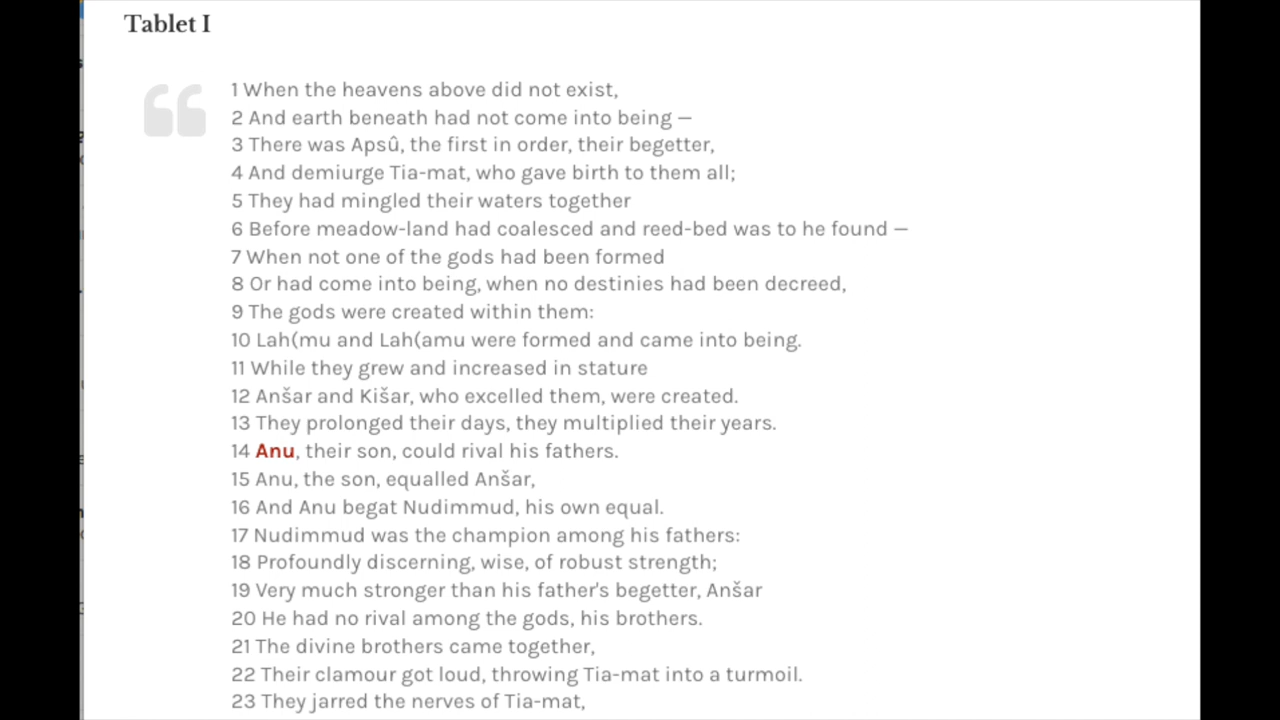 Tablet I
1 When the heavens above did not exist,
2 And earth beneath had not come into being —
3 There was Apsû, the first in order, their begetter,
4 And demiurge Tia-mat, who gave birth to them all;
5 They had mingled their waters together
6 Before meadow-land had coalesced and reed-bed was to he found —
7 When not one of the gods had been formed
8 Or had come into being, when no destinies had been decreed,
9 The gods were created within them:
10 Lah(mu and Lah(amu were formed and came into being.
11 While they grew and increased in stature
12 Anšar and Kišar, who excelled them, were created.
13 They prolonged their days, they multiplied their years.
14 Anu, their son, could rival his fathers.
15 Anu, the son, equalled Anšar,
16 And Anu begat Nudimmud, his own equal.
17 Nudimmud was the champion among his fathers:
18 Profoundly discerning, wise, of robust strength;
19 Very much stronger than his father's begetter, Anšar
20 He had no rival among the gods, his brothers.
21 The divine brothers came together,
22 Their clamour got loud, throwing Tia-mat into a turmoil.
23 They jarred the nerves of Tia-mat,